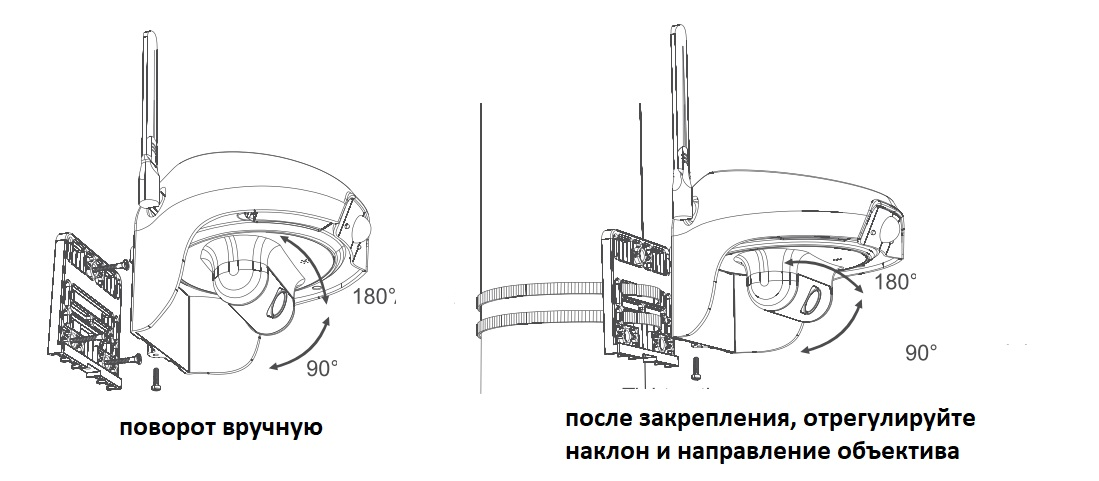 180°
90°
180°
90°
поворот вручную
после закрепления, отрегулируйте
наклон и направление объектива